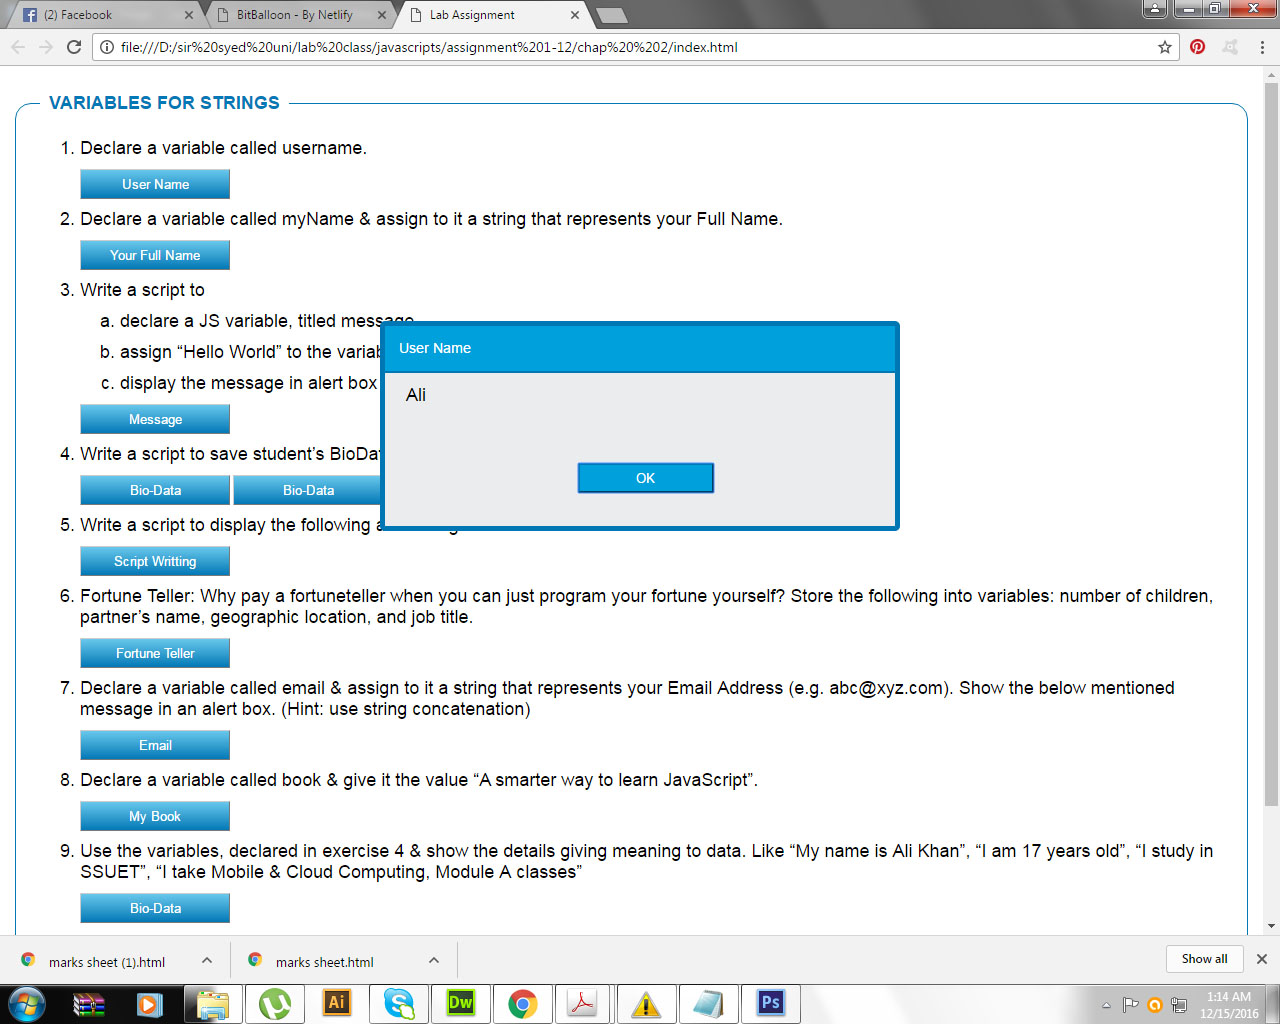 (2) Facebook
BitBalloon - By Netlify
Lab Assignment
file:///D:/sir%20syed%20uni/lab%20class/javascripts/assignment%201-12/chap%20%202/index.html
VARIABLES FOR STRINGS
1. Declare a variable called username.
User Name
2. Declare a variable called myName & assign to it a string that represents your Full Name.
Your Full Name
3. Write a script to
a. declare a JS variable, titled message
b. assign “Hello World” to the variab
c. display the message in alert box
Message
User Name
Ali
OK
4. Write a script to save student’s BioDa
Bio-Data Bio-Data
5. Write a script to display the following
Script Writting
6. Fortune Teller: Why pay a fortuneteller when you can just program your fortune yourself? Store the following into variables: number of children,
partner’s name, geographic location, and job title.
Fortune Teller
7. Declare a variable called email & assign to it a string that represents your Email Address (e.g. abc@xyz.com). Show the below mentioned
message in an alert box. (Hint: use string concatenation)
Email
8. Declare a variable called book & give it the value “A smarter way to learn JavaScript”.
My Book
9. Use the variables, declared in exercise 4 & show the details giving meaning to data. Like “My name is Ali Khan”, “I am 17 years old”, “I study in
SSUET”, “I take Mobile & Cloud Computing, Module A classes”
Bio-Data
marks sheet (1).html
marks sheet.html
Show all
Ai
Dw
Ps
1:14 AM
12/15/2016